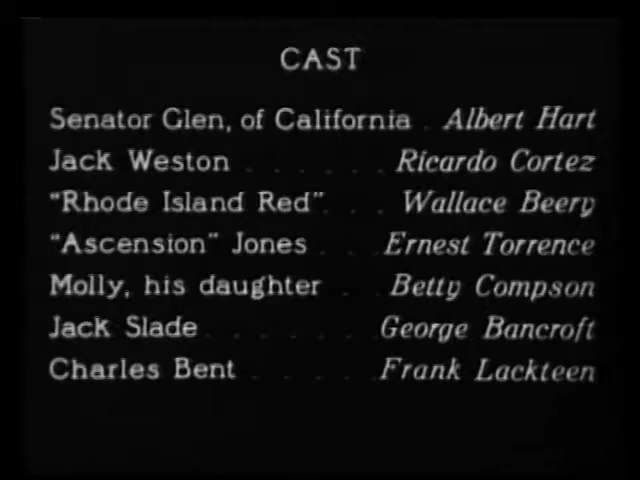 CAST
Senator Glen, of California . Albert Hart
Jack Weston . . . . . . Ricardo Cortez
"Rhode Island Red" . . . Wallace Beery
"Ascension" Jones . . . Ernest Torrence
Molly, his daughter . . Betty Compson
Jack Slade . . . . . . George Bancroft
Charles Bent . . . . . Frank Lackteen